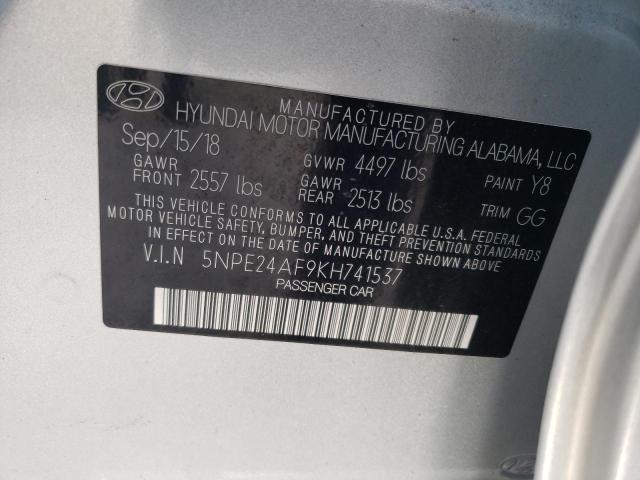 MANUFACTURED BY
HYUNDAI MOTOR MANUFACTURING ALABAMA, LLC
Sep/15/18
GVWR 4497 lbs
PAINT Y8
GAWR FRONT 2557 lbs
GAWR REAR 2513 lbs
TRIM GG
THIS VEHICLE CONFORMS TO ALL APPLICABLE U.S.A. FEDERAL
MOTOR VEHICLE SAFETY, BUMPER, AND THEFT PREVENTION STANDARDS
IN EFFECT ON THE DATE OF MANUFACTURE SHOWN ABOVE.
V.I.N 5NPE24AF9KH741537
PASSENGER CAR
HYUNDAI